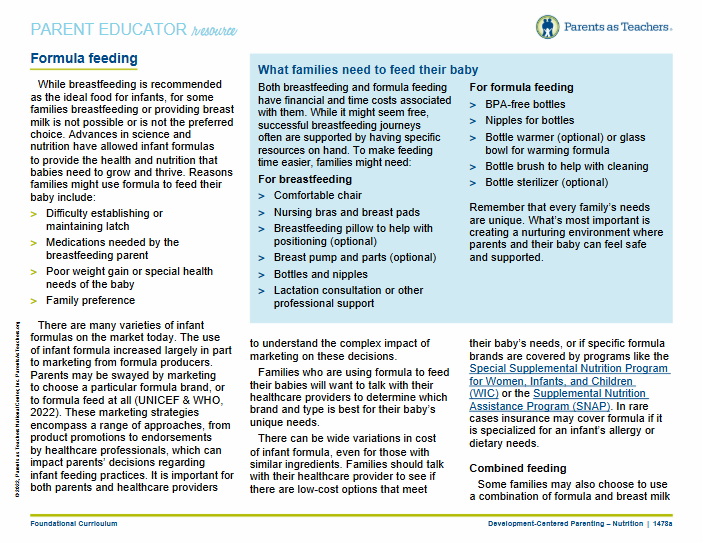 PARENT EDUCATOR resource
Parents as Teachers®
Formula feeding
While breastfeeding is recommended
as the ideal food for infants, for some
families breastfeeding or providing breast
milk is not possible or is not the preferred
choice. Advances in science and
nutrition have allowed infant formulas
to provide the health and nutrition that
babies need to grow and thrive. Reasons
families might use formula to feed their
baby include:
> Difficulty establishing or
maintaining latch
> Medications needed by the
breastfeeding parent
> Poor weight gain or special health
needs of the baby
> Family preference
There are many varieties of infant
formulas on the market today. The use
of infant formula increased largely in part
to marketing from formula producers.
Parents may be swayed by marketing
to choose a particular formula brand, or
to formula feed at all (UNICEF & WHO,
2022). These marketing strategies
encompass a range of approaches, from
product promotions to endorsements
by healthcare professionals, which can
impact parents' decisions regarding
infant feeding practices. It is important for
both parents and healthcare providers
What families need to feed their baby
Both breastfeeding and formula feeding
have financial and time costs associated
with them. While it might seem free,
successful breastfeeding journeys
often are supported by having specific
resources on hand. To make feeding
time easier, families might need:
For breastfeeding
> Comfortable chair
> Nursing bras and breast pads
> Breastfeeding pillow to help with
positioning (optional)
> Breast pump and parts (optional)
> Bottles and nipples
> Lactation consultation or other
professional support
For formula feeding
> BPA-free bottles
> Nipples for bottles
> Bottle warmer (optional) or glass
bowl for warming formula
> Bottle brush to help with cleaning
> Bottle sterilizer (optional)
Remember that every family's needs
are unique. What's most important is
creating a nurturing environment where
parents and their baby can feel safe
and supported.
to understand the complex impact of
marketing on these decisions.
Families who are using formula to feed
their babies will want to talk with their
healthcare providers to determine which
brand and type is best for their baby's
unique needs.
There can be wide variations in cost
of infant formula, even for those with
similar ingredients. Families should talk
with their healthcare provider to see if
there are low-cost options that meet
their baby's needs, or if specific formula
brands are covered by programs like the
Special Supplemental Nutrition Program
for Women, Infants, and Children
(WIC) or the Supplemental Nutrition
Assistance Program (SNAP). In rare
cases insurance may cover formula if it
is specialized for an infant's allergy or
dietary needs.
Combined feeding
Some families may also choose to use
a combination of formula and breast milk
©2022, Parents as Teachers National Center, Inc. ParentsAsTeachers.org
Foundational Curriculum
Development-Centered Parenting – Nutrition | 1478a